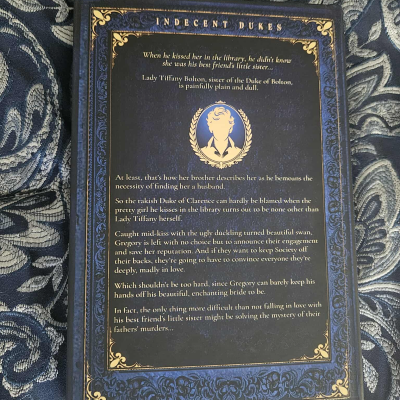 INDECENT DUKES
When he kissed her in the library, he didn't know
she was his best friend's little sister...
Lady Tiffany Bolton, sister of the Duke of Bolton,
is painfully plain and dull.
At least, that's how her brother describes her as he bemoans the
necessity of finding her a husband.
So the rakish Duke of Clarence can hardly be blamed when the
pretty girl he kisses in the library turns out to be none other than
Lady Tiffany herself.
Caught mid-kiss with the ugly duckling turned beautiful swan,
Gregory is left with no choice but to announce their engagement
and save her reputation. And if they want to keep Society off
their backs, they're going to have to convince everyone they're
deeply, madly in love.
Which shouldn't be too hard, since Gregory can barely keep his
hands off his beautiful, enchanting bride to be.
In fact, the only thing more difficult than not falling in love with
his best friend's little sister might be solving the mystery of their
fathers' murders...